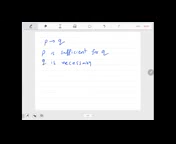 p → q
p is sufficient for q
q is necessary